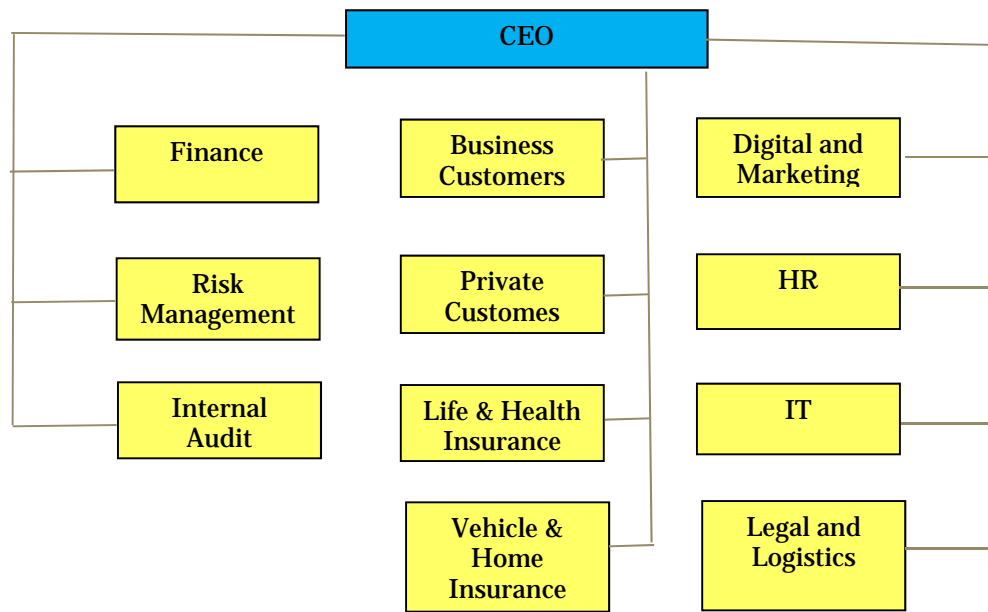 CEO
Finance
Business
Customers
Digital and
Marketing
Risk
Management
Private
Customes
HR
Internal
Audit
Life & Health
Insurance
IT
Vehicle &
Home
Insurance
Legal and
Logistics